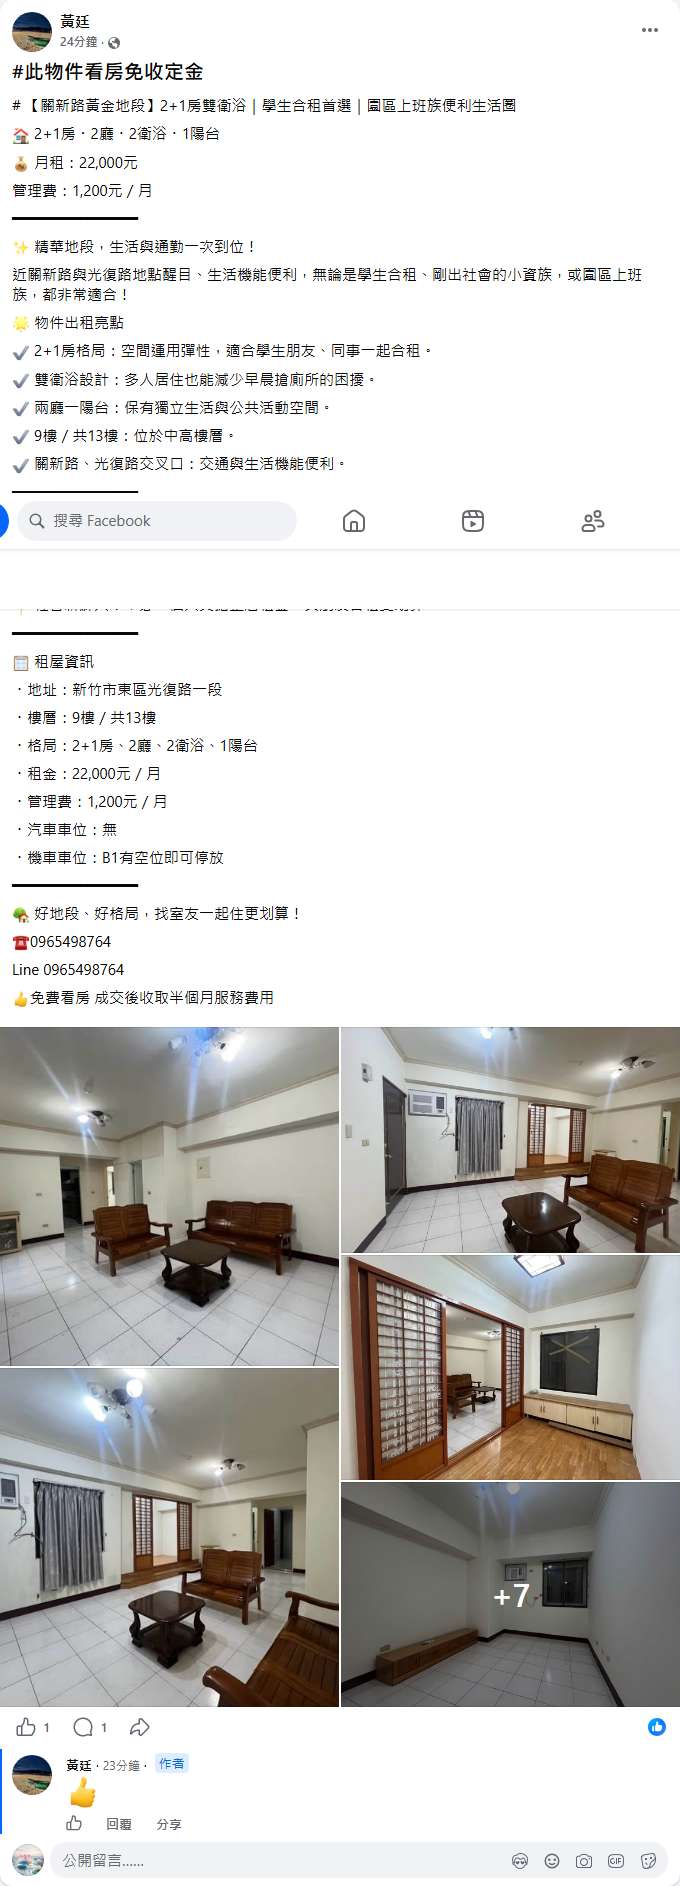 黃廷
24分鐘 ·
#此物件看房免收定金
# 【關新路黃金地段】2+1房雙衛浴｜學生合租首選｜園區上班族便利生活圈
🏠 2+1房．2廳．2衛浴．1陽台
💰 月租：22,000元
管理費：1,200元 / 月
━━━━━━━━━━
✨ 精華地段，生活與通勤一次到位！
近關新路與光復路地點醒目、生活機能便利，無論是學生合租、剛出社會的小資族，或園區上班
族，都非常適合！
🌟 物件出租亮點
✔️ 2+1房格局：空間運用彈性，適合學生朋友、同事一起合租。
✔️ 雙衛浴設計：多人居住也能減少早晨搶廁所的困擾。
✔️ 兩廳一陽台：保有獨立生活與公共活動空間。
✔️ 9樓 / 共13樓：位於中高樓層。
✔️ 關新路、光復路交叉口：交通與生活機能便利。
━━━━━━━━━━
搜尋 Facebook
━━━━━━━━━━
📋 租屋資訊
．地址：新竹市東區光復路一段
．樓層：9樓 / 共13樓
．格局：2+1房、2廳、2衛浴、1陽台
．租金：22,000元 / 月
．管理費：1,200元 / 月
．汽車車位：無
．機車車位：B1有空位即可停放
━━━━━━━━━━
🏡 好地段、好格局，找室友一起住更划算！
☎️0965498764
Line 0965498764
👍免費看房 成交後收取半個月服務費用
+7
1 1
黃廷 · 23分鐘 · 作者
👍
回覆 分享
公開留言……
GIF